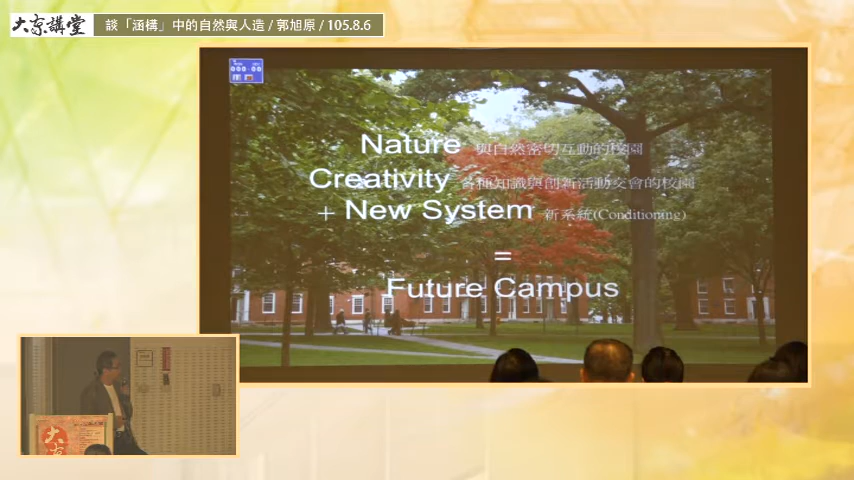 大京講堂 談「涵構」中的自然與人造 / 郭旭原 / 105.8.6
Nature 與自然密切互動的校園
Creativity 各種知識與創新活動交會的校園
+ New System 新系統(Conditioning)
=
Future Campus
大京